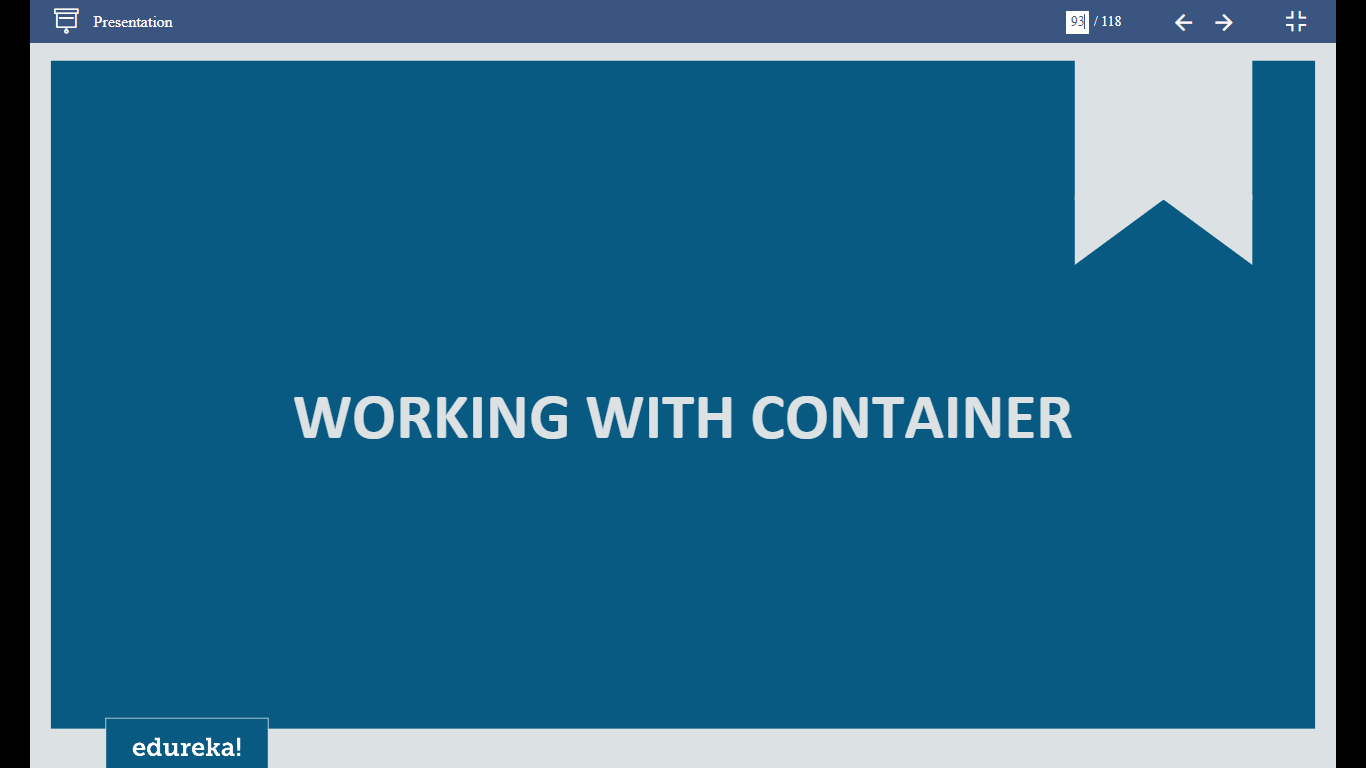 Presentation
93 / 118
WORKING WITH CONTAINER
edureka!